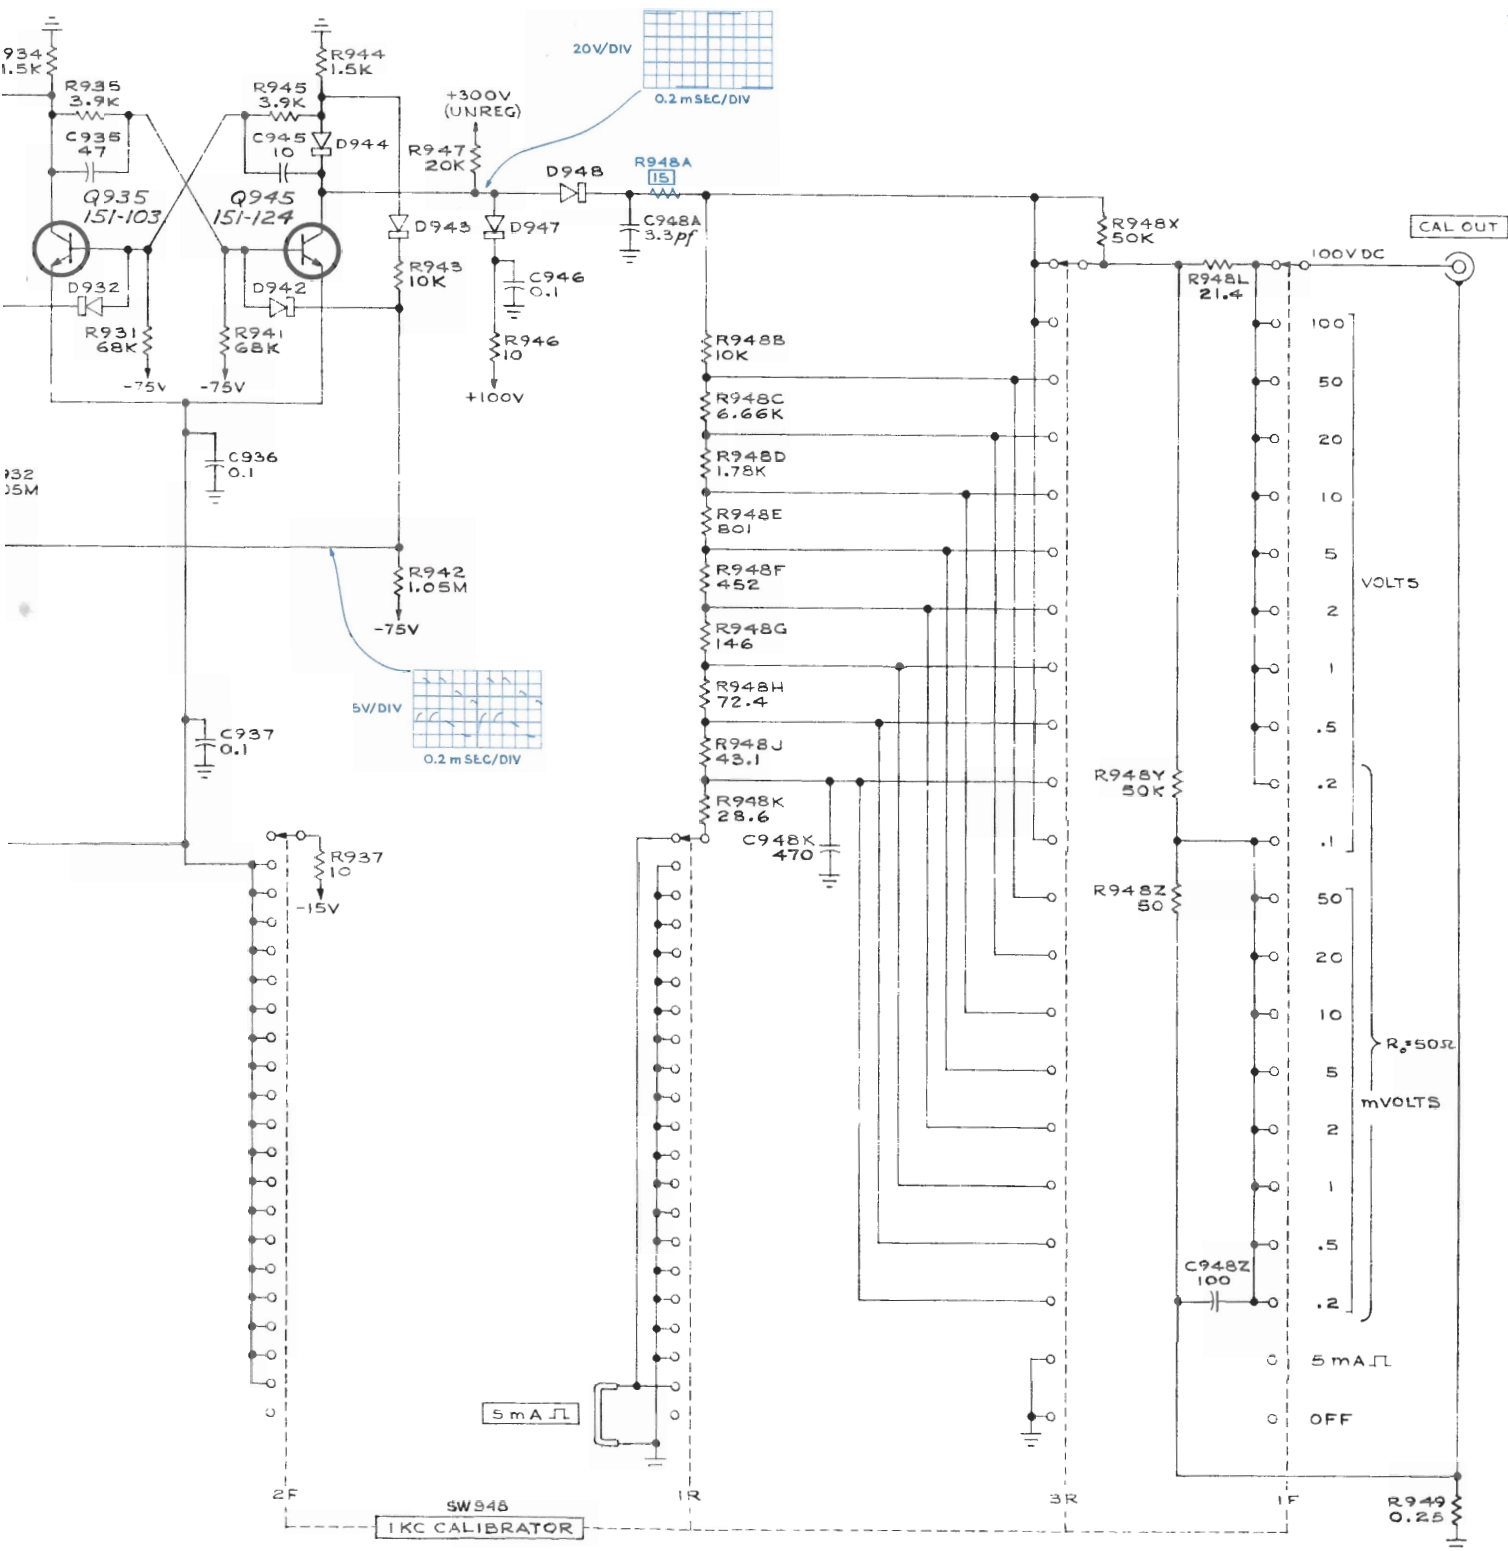 934
1.5K
R944
1.5K
20V/DIV
0.2 mSEC/DIV
R935
3.9K
R945
3.9K
+300V
(UNREG)
C935
47
C945
10
D944
R947
20K
R948A
15
D948
Q935
151-103
Q945
151-124
D943
D947
C948A
3.3pf
R948X
50K
CAL OUT
R943
10K
C946
0.1
100V DC
R948L
21.4
D932
D942
R931
68K
R941
68K
R946
10
R948B
10K
100
-75V
-75V
+100V
50
R948C
6.66K
20
C936
0.1
R948D
1.78K
932
05M
10
R948E
801
5
R942
1.05M
R948F
452
VOLTS
2
-75V
R948G
146
1
5V/DIV
0.2 mSEC/DIV
R948H
72.4
.5
C937
0.1
R948J
43.1
R948Y
50K
.2
R948K
28.6
C948K
470
.1
R937
10
-15V
R948Z
50
50
20
10
R₀=50Ω
5
mVOLTS
2
1
.5
C948Z
100
.2
5mA
5mA
OFF
2F
1R
3R
1F
SW948
1KC CALIBRATOR
R949
0.25